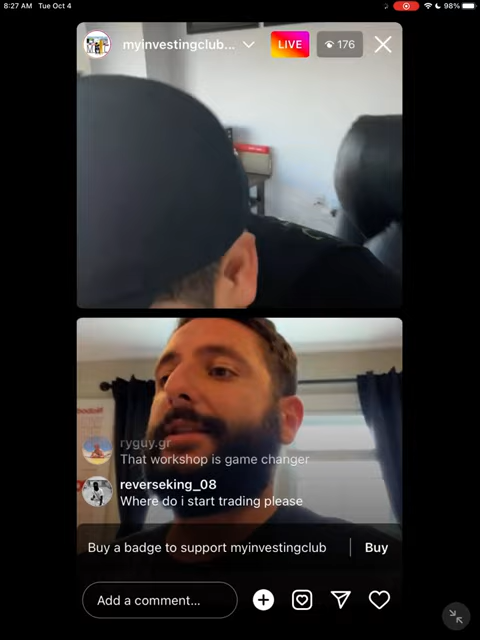 8:27 AM Tue Oct 4
98%
myinvestingclub...
LIVE
176
ryguy.gr
That workshop is game changer
reverseking_08
Where do i start trading please
Buy a badge to support myinvestingclub
Buy
Add a comment...